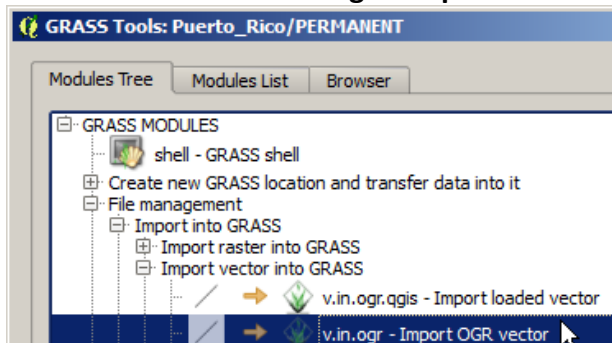 GRASS Tools: Puerto_Rico/PERMANENT
Modules Tree Modules List Browser
GRASS MODULES
shell - GRASS shell
Create new GRASS location and transfer data into it
File management
Import into GRASS
Import raster into GRASS
Import vector into GRASS
v.in.ogr.qgis - Import loaded vector
v.in.ogr - Import OGR vector